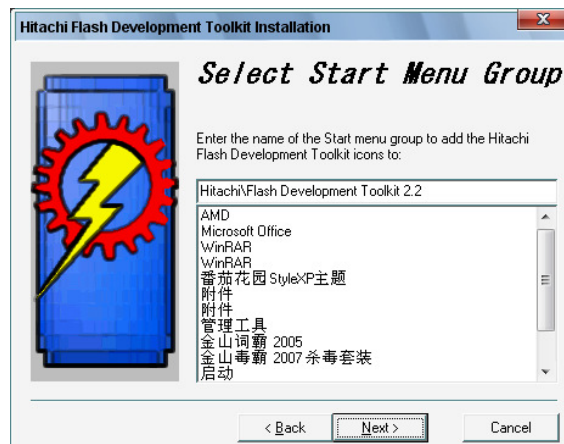 Hitachi Flash Development Toolkit Installation
Select Start Menu Group
Enter the name of the Start menu group to add the Hitachi
Flash Development Toolkit icons to:
Hitachi\Flash Development Toolkit 2.2
AMD
Microsoft Office
WinRAR
WinRAR
番茄花园 StyleXP主题
附件
附件
管理工具
金山词霸 2005
金山毒霸 2007 杀毒套装
启动
< Back
Next >
Cancel